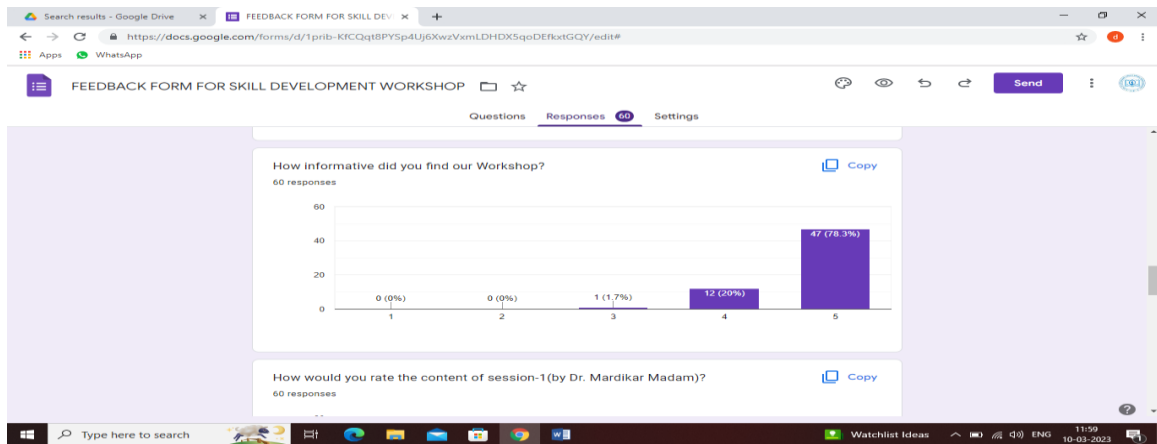 Search results - Google Drive
FEEDBACK FORM FOR SKILL DEV
https://docs.google.com/forms/d/1prib-KfCQqt8PYSp4Uj6XwzVxmLDHDX5qoDEfkxtGQY/edit#
d
Apps WhatsApp
FEEDBACK FORM FOR SKILL DEVELOPMENT WORKSHOP
Send
Questions Responses 60 Settings
How informative did you find our Workshop?
Copy
60 responses
60
40
20
0
0 (0%) 0 (0%) 1 (1.7%) 12 (20%) 47 (78.3%)
1 2 3 4 5
How would you rate the content of session-1(by Dr. Mardikar Madam)?
Copy
60 responses
Type here to search
Watchlist Ideas
ENG
11:59
10-03-2023